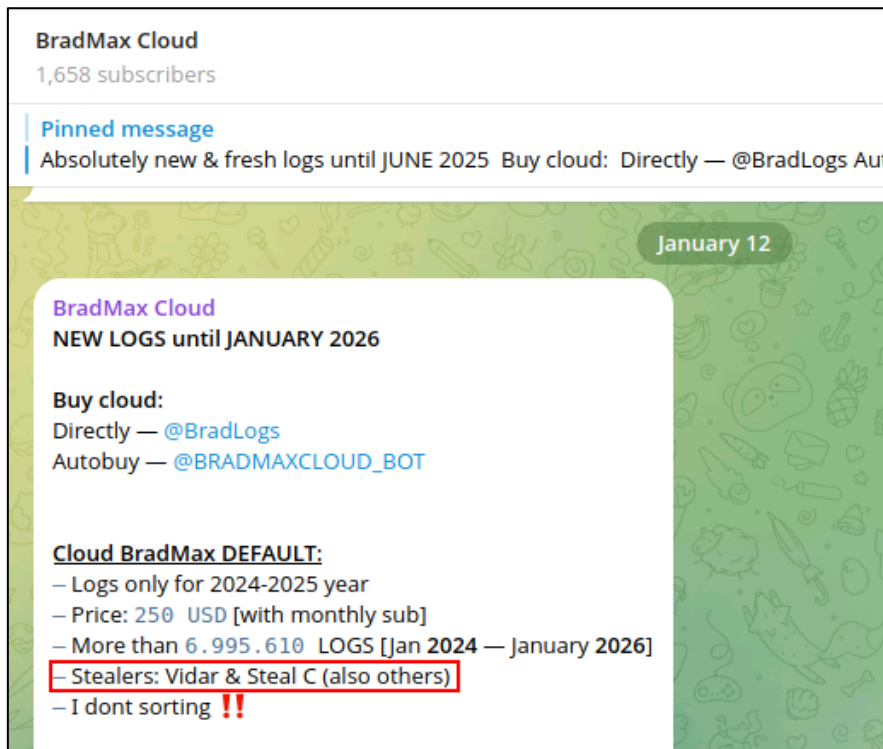 BradMax Cloud
1,658 subscribers
Pinned message
Absolutely new & fresh logs until JUNE 2025 Buy cloud: Directly — @BradLogs
January 12
BradMax Cloud
NEW LOGS until JANUARY 2026
Buy cloud:
Directly — @BradLogs
Autobuy — @BRADMAXCLOUD_BOT
Cloud BradMax DEFAULT:
– Logs only for 2024-2025 year
– Price: 250 USD [with monthly sub]
– More than 6.995.610 LOGS [Jan 2024 — January 2026]
– Stealers: Vidar & Steal C (also others)
– I dont sorting ‼️